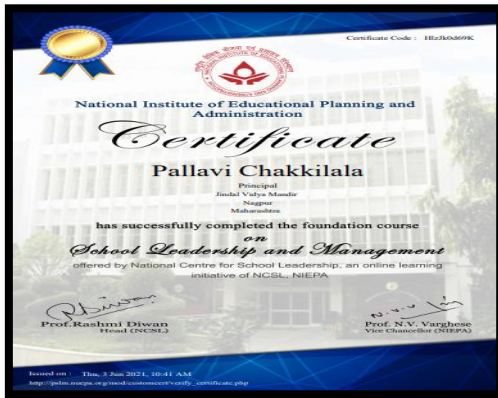 Certificate Code : HlzJk0d69K
National Institute of Educational Planning and
Administration
Certificate
Pallavi Chakkilala
Principal
Jindal Vidya Mandir
Nagpur
Maharashtra
has successfully completed the foundation course
on
School Leadership and Management
offered by National Centre for School Leadership, an online learning
initiative of NCSL, NIEPA
Prof.Rashmi Diwan
Head (NCSL)
Prof. N.V. Varghese
Vice Chancellor (NIEPA)
Issued on : Thu, 3 Jun 2021, 10:41 AM
http://pslm.nuepa.org/mod/customcert/verify_certificate.php